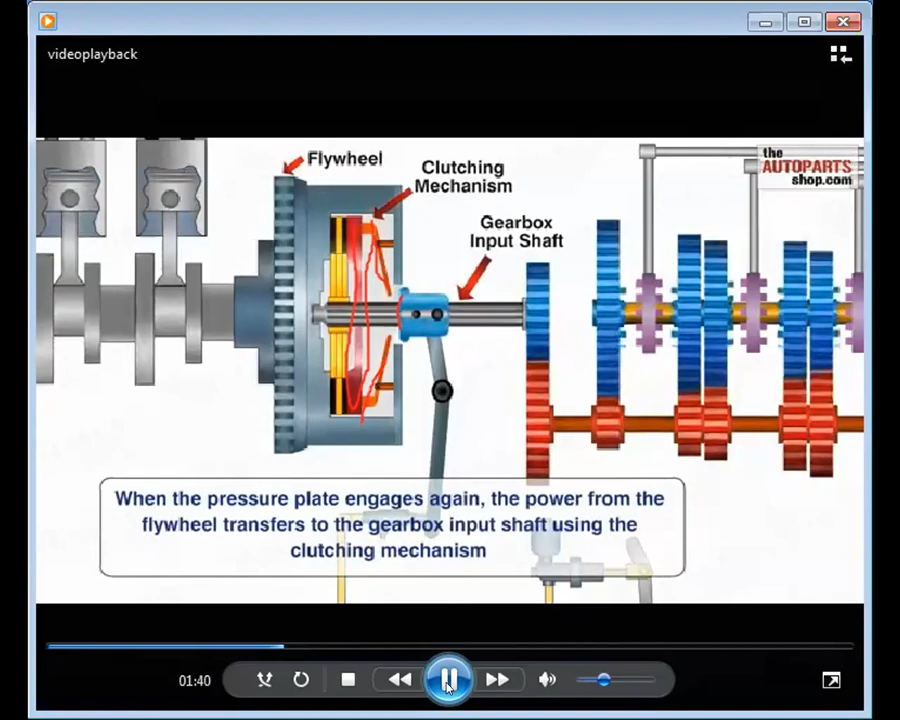 videoplayback
Flywheel
Clutching
Mechanism
Gearbox
Input Shaft
the
AUTOPARTS
shop.com
When the pressure plate engages again, the power from the
flywheel transfers to the gearbox input shaft using the
clutching mechanism
01:40